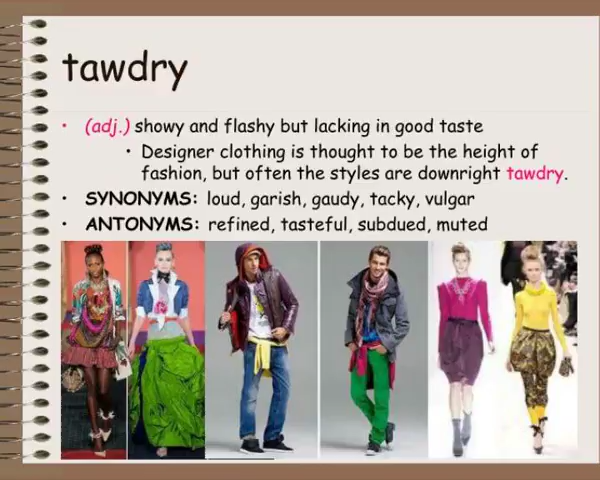 tawdry
• (adj.) showy and flashy but lacking in good taste
• Designer clothing is thought to be the height of
fashion, but often the styles are downright tawdry.
• SYNONYMS: loud, garish, gaudy, tacky, vulgar
• ANTONYMS: refined, tasteful, subdued, muted